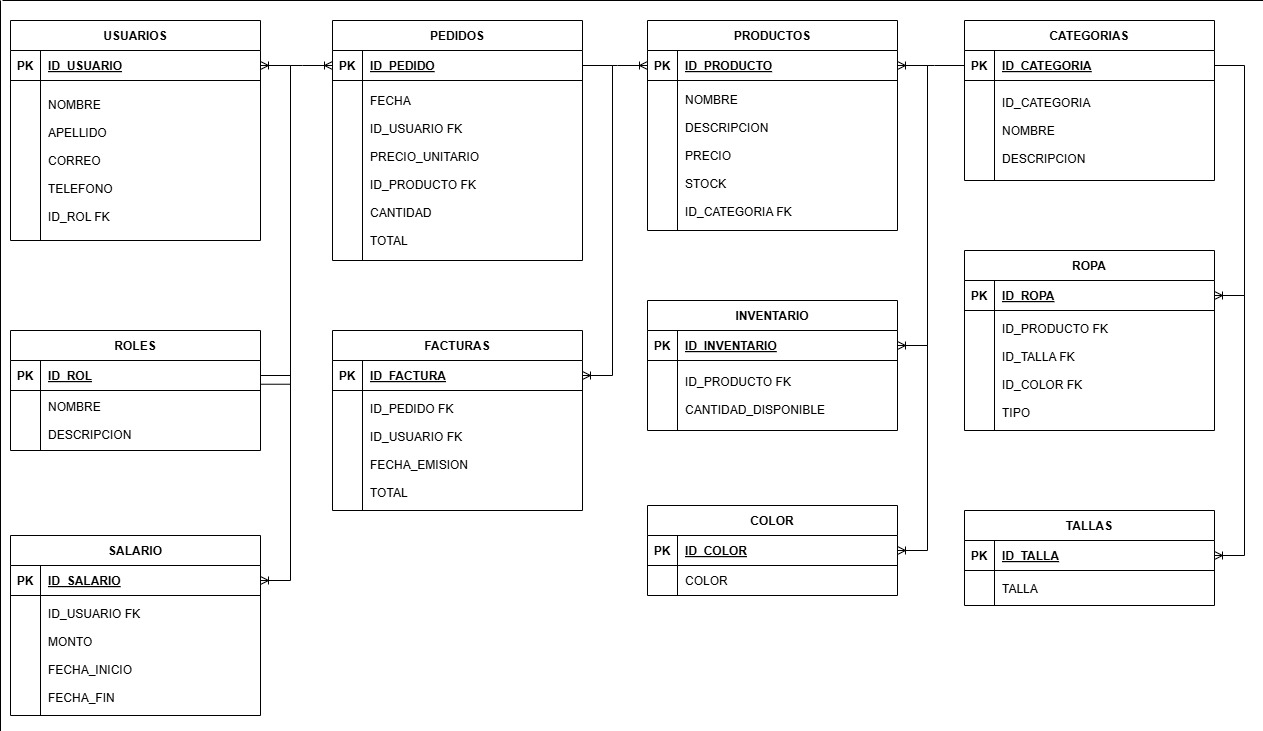 USUARIOS
PK ID_USUARIO
NOMBRE
APELLIDO
CORREO
TELEFONO
ID_ROL FK
PEDIDOS
PK ID_PEDIDO
FECHA
ID_USUARIO FK
PRECIO_UNITARIO
ID_PRODUCTO FK
CANTIDAD
TOTAL
PRODUCTOS
PK ID_PRODUCTO
NOMBRE
DESCRIPCION
PRECIO
STOCK
ID_CATEGORIA FK
CATEGORIAS
PK ID_CATEGORIA
ID_CATEGORIA
NOMBRE
DESCRIPCION
ROLES
PK ID_ROL
NOMBRE
DESCRIPCION
FACTURAS
PK ID_FACTURA
ID_PEDIDO FK
ID_USUARIO FK
FECHA_EMISION
TOTAL
INVENTARIO
PK ID_INVENTARIO
ID_PRODUCTO FK
CANTIDAD_DISPONIBLE
ROPA
PK ID_ROPA
ID_PRODUCTO FK
ID_TALLA FK
ID_COLOR FK
TIPO
SALARIO
PK ID_SALARIO
ID_USUARIO FK
MONTO
FECHA_INICIO
FECHA_FIN
COLOR
PK ID_COLOR
COLOR
TALLAS
PK ID_TALLA
TALLA